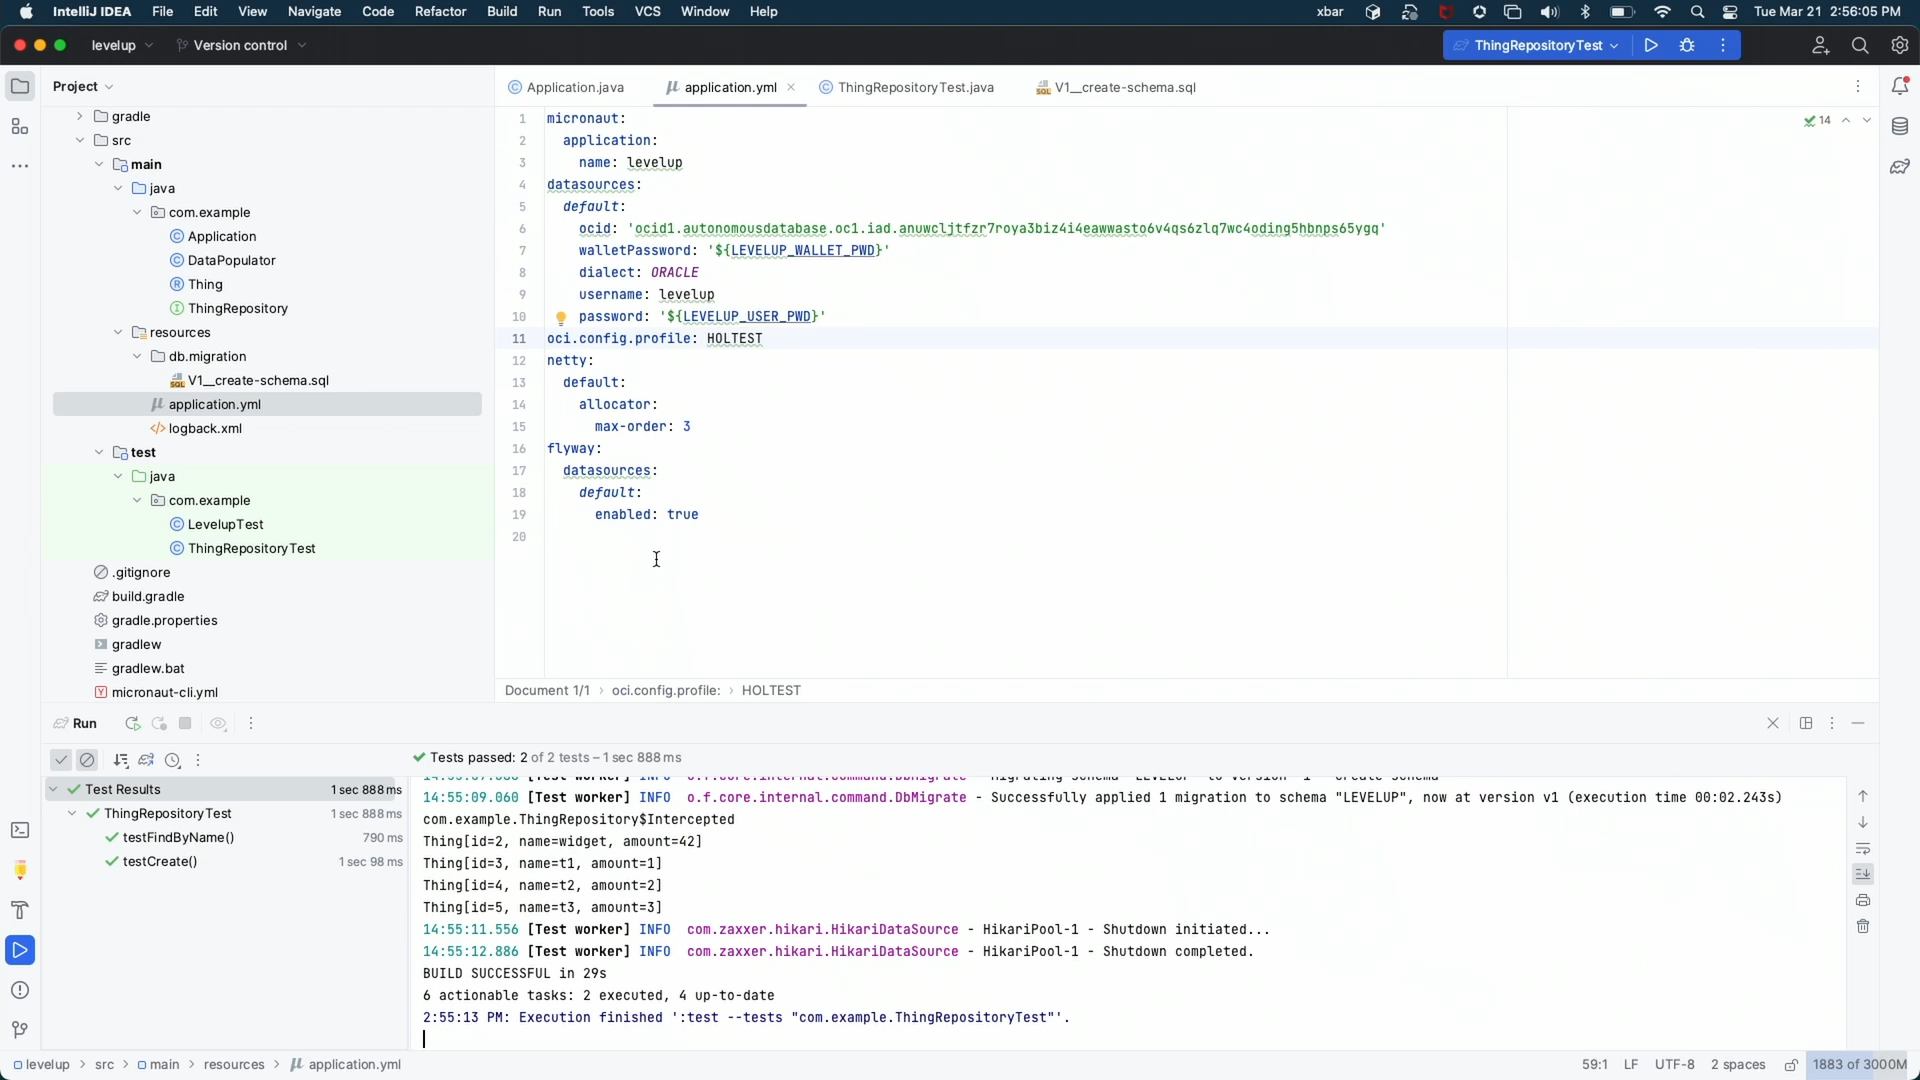 IntelliJ IDEA File Edit View Navigate Code Refactor Build Run Tools VCS Window Help xbar Tue Mar 21 2:56:05 PM
levelup Version control ThingRepositoryTest
Project
gradle
src
main
java
com.example
Application
DataPopulator
Thing
ThingRepository
resources
db.migration
V1__create-schema.sql
application.yml
logback.xml
test
java
com.example
LevelupTest
ThingRepositoryTest
.gitignore
build.gradle
gradle.properties
gradlew
gradlew.bat
micronaut-cli.yml
Application.java application.yml ThingRepositoryTest.java V1__create-schema.sql
14
1 micronaut:
2 application:
3 name: levelup
4 datasources:
5 default:
6 ocid: 'ocid1.autonomousdatabase.oc1.iad.anuwcljtfzr7roya3biz4i4eawwasto6v4qs6zlq7wc4oding5hbnps65ygq'
7 walletPassword: '${LEVELUP_WALLET_PWD}'
8 dialect: ORACLE
9 username: levelup
10 password: '${LEVELUP_USER_PWD}'
11 oci.config.profile: HOLTEST
12 netty:
13 default:
14 allocator:
15 max-order: 3
16 flyway:
17 datasources:
18 default:
19 enabled: true
20
Document 1/1 › oci.config.profile: › HOLTEST
Run
Tests passed: 2 of 2 tests – 1 sec 888 ms
Test Results 1 sec 888 ms
ThingRepositoryTest 1 sec 888 ms
testFindByName() 790 ms
testCreate() 1 sec 98 ms
14:55:09.060 [Test worker] INFO o.f.core.internal.command.DbMigrate - Successfully applied 1 migration to schema "LEVELUP", now at version v1 (execution time 00:02.243s)
com.example.ThingRepository$Intercepted
Thing[id=2, name=widget, amount=42]
Thing[id=3, name=t1, amount=1]
Thing[id=4, name=t2, amount=2]
Thing[id=5, name=t3, amount=3]
14:55:11.556 [Test worker] INFO com.zaxxer.hikari.HikariDataSource - HikariPool-1 - Shutdown initiated...
14:55:12.886 [Test worker] INFO com.zaxxer.hikari.HikariDataSource - HikariPool-1 - Shutdown completed.
BUILD SUCCESSFUL in 29s
6 actionable tasks: 2 executed, 4 up-to-date
2:55:13 PM: Execution finished ':test --tests "com.example.ThingRepositoryTest"'.
levelup › src › main › resources › application.yml 59:1 LF UTF-8 2 spaces 1883 of 3000M